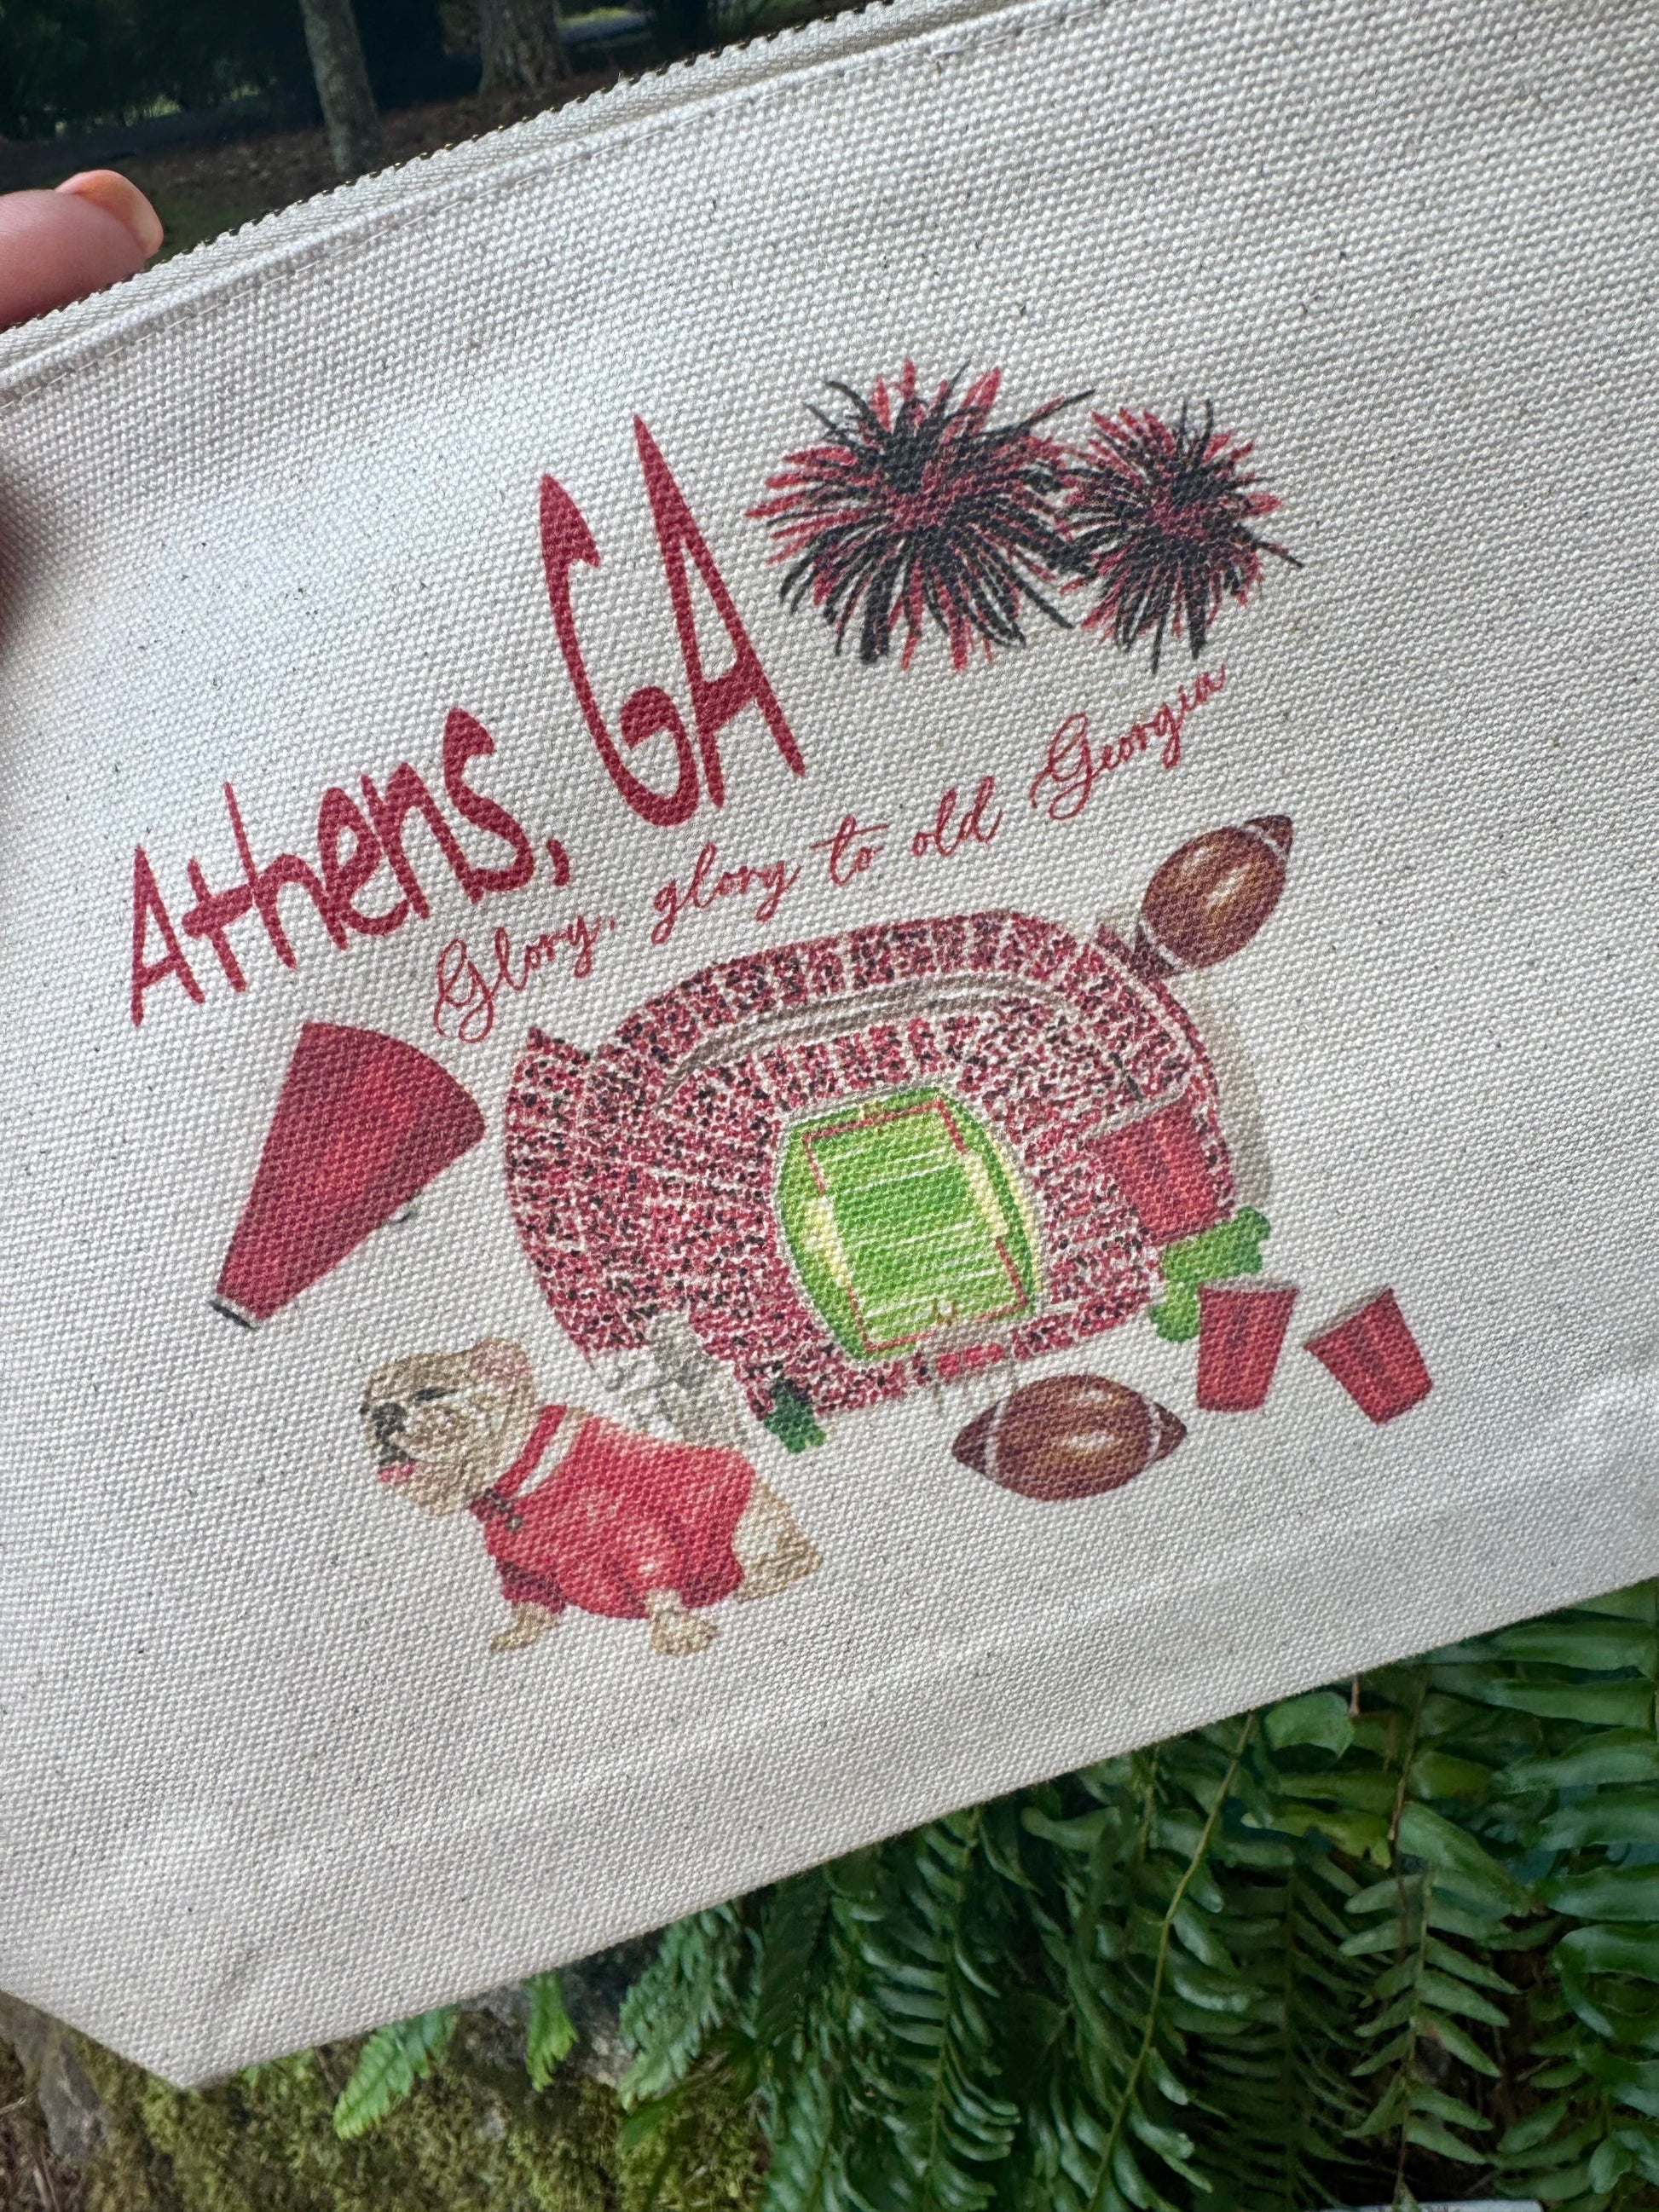 Athens, GA
Glory, glory to old Georgia